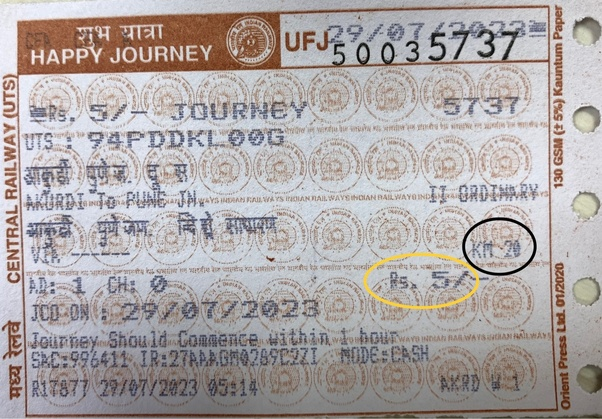 शुभ यात्रा
HAPPY JOURNEY
UFJ 50035737
29/07/2023
Rs. 5/- JOURNEY 5737
UTS : 94FDDKL00G
आकुर्डी पुणे ज.
AKURDI To PUNE JN. II ORDINARY
आकुर्डी पुणे जन
VIA ------ KM 20
AD: 1 CH: 0 Rs. 5/-
JCO ON : 29/07/2023
Journey Should Commence within 1 hour
SAC:996411 IR:27AAAGM0289C2ZI MODE:CASH
R17877 29/07/2023 05:14 AKRD W 1
मध्य रेलवे CENTRAL RAILWAY (UTS)
130 GSM (± 5%) Kauntum Paper
Orient Press Ltd. 01/2020